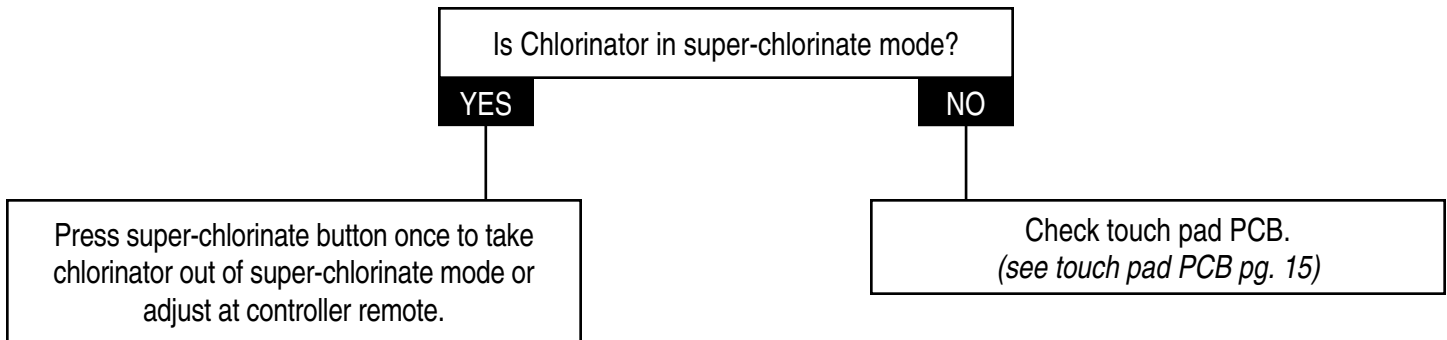 Is Chlorinator in super-chlorinate mode?
YES
NO
Press super-chlorinate button once to take
chlorinator out of super-chlorinate mode or
adjust at controller remote.
Check touch pad PCB.
(see touch pad PCB pg. 15)